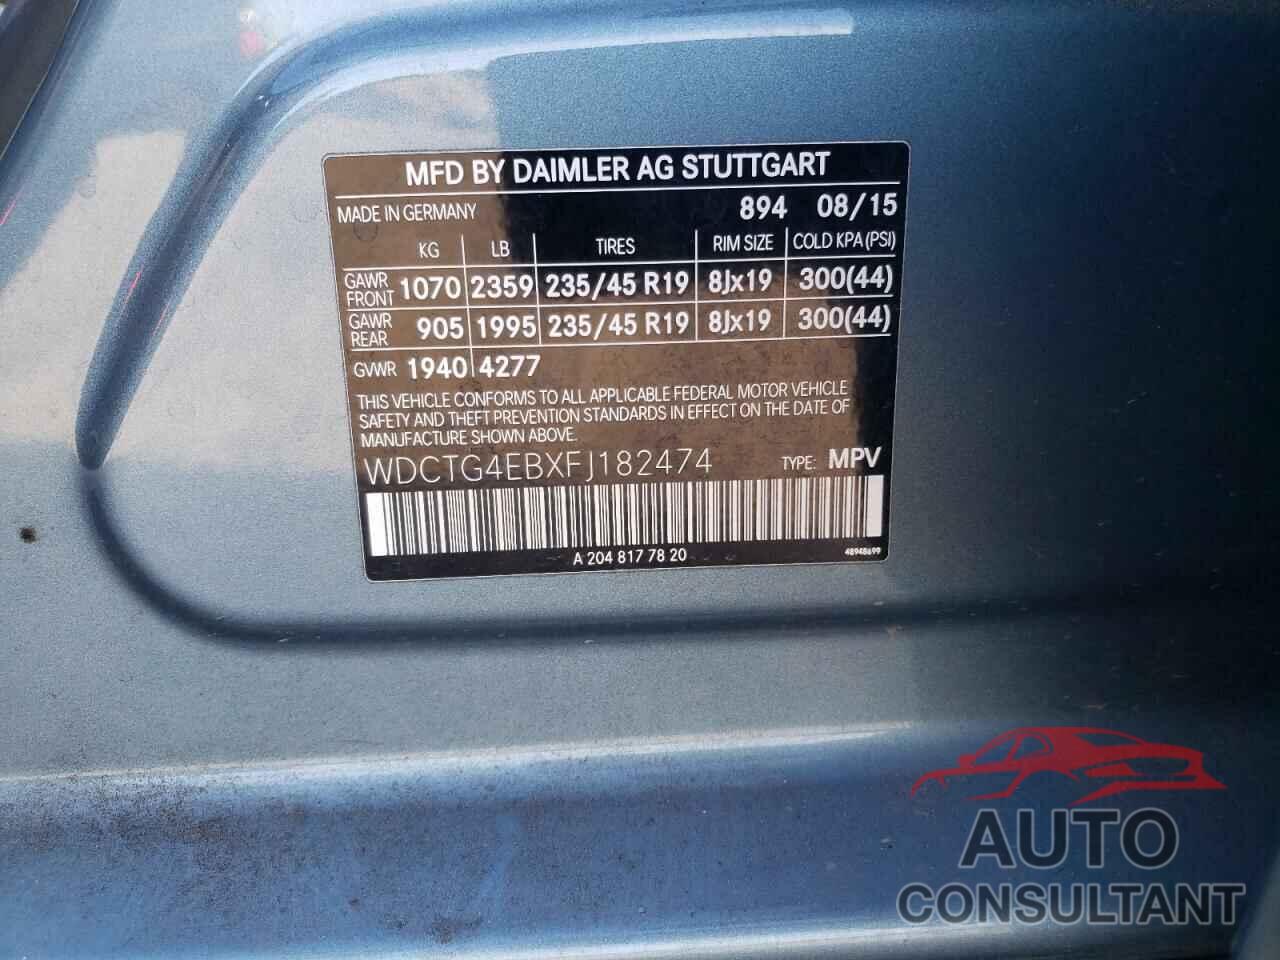 MFD BY DAIMLER AG STUTTGART
MADE IN GERMANY 894 08/15
KG LB TIRES RIM SIZE COLD KPA (PSI)
GAWR FRONT 1070 2359 235/45 R19 8Jx19 300(44)
GAWR REAR 905 1995 235/45 R19 8Jx19 300(44)
GVWR 1940 4277
THIS VEHICLE CONFORMS TO ALL APPLICABLE FEDERAL MOTOR VEHICLE
SAFETY AND THEFT PREVENTION STANDARDS IN EFFECT ON THE DATE OF
MANUFACTURE SHOWN ABOVE.
WDCTG4EBXFJ182474 TYPE: MPV
A 204 817 78 20 48948699
AUTO
CONSULTANT